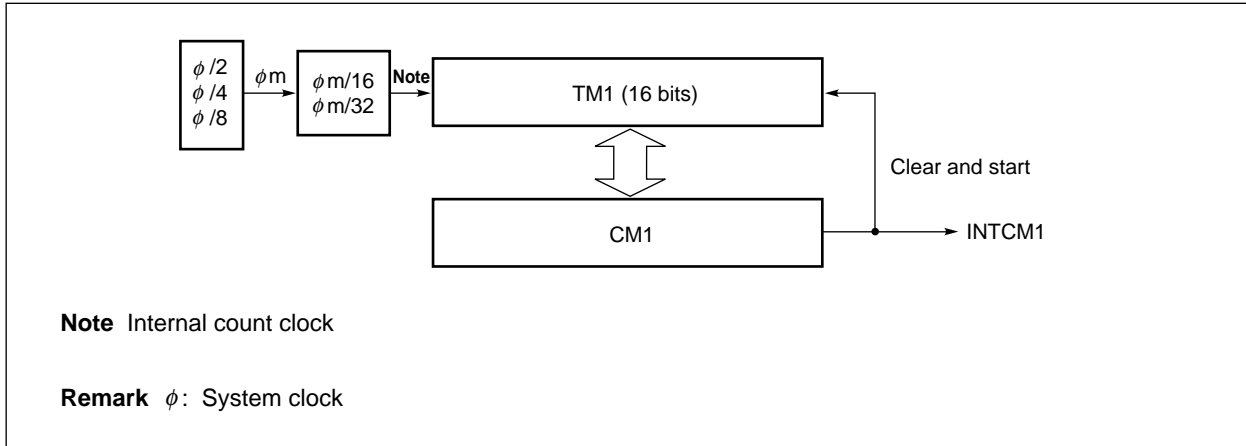 φ/2
φ/4
φ/8
φm
φm/16
φm/32
Note
TM1 (16 bits)
Clear and start
CM1
INTCM1
Note Internal count clock
Remark φ: System clock